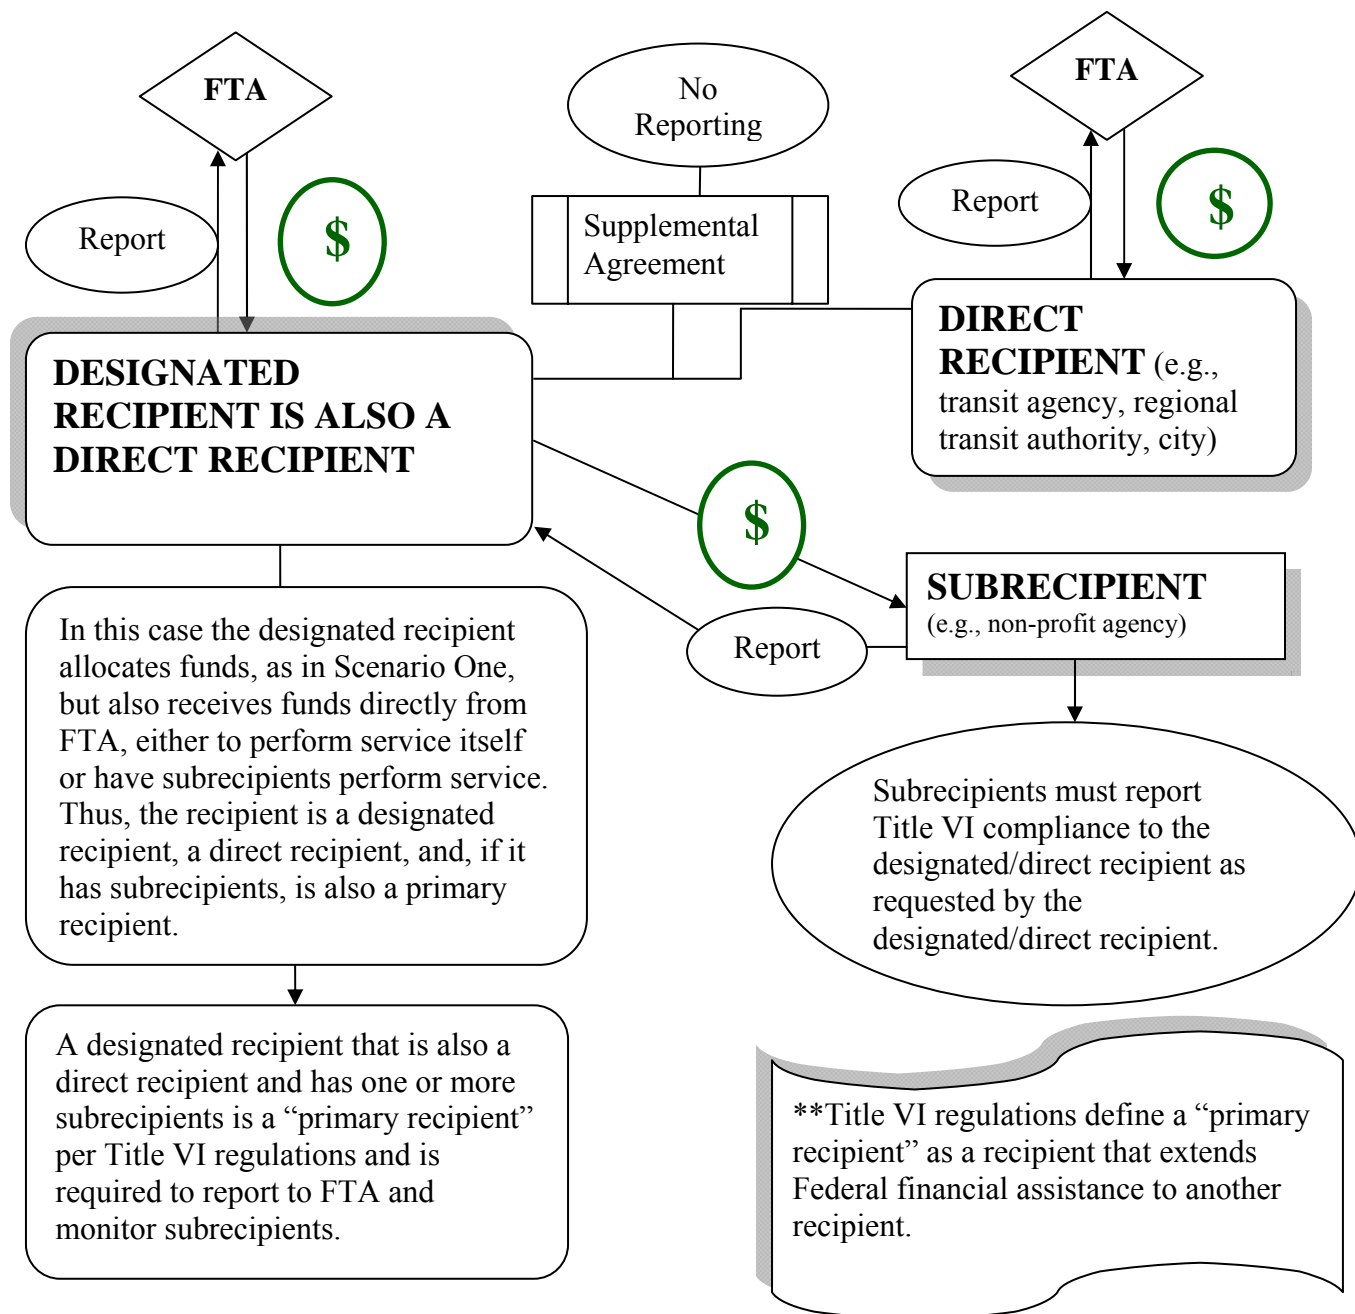 FTA
Report
$
No
Reporting
Supplemental
Agreement
FTA
Report
$
DESIGNATED
RECIPIENT IS ALSO A
DIRECT RECIPIENT
DIRECT
RECIPIENT (e.g.,
transit agency, regional
transit authority, city)
$
SUBRECIPIENT
(e.g., non-profit agency)
Report
In this case the designated recipient
allocates funds, as in Scenario One,
but also receives funds directly from
FTA, either to perform service itself
or have subrecipients perform service.
Thus, the recipient is a designated
recipient, a direct recipient, and, if it
has subrecipients, is also a primary
recipient.
Subrecipients must report
Title VI compliance to the
designated/direct recipient as
requested by the
designated/direct recipient.
A designated recipient that is also a
direct recipient and has one or more
subrecipients is a “primary recipient”
per Title VI regulations and is
required to report to FTA and
monitor subrecipients.
**Title VI regulations define a “primary
recipient” as a recipient that extends
Federal financial assistance to another
recipient.